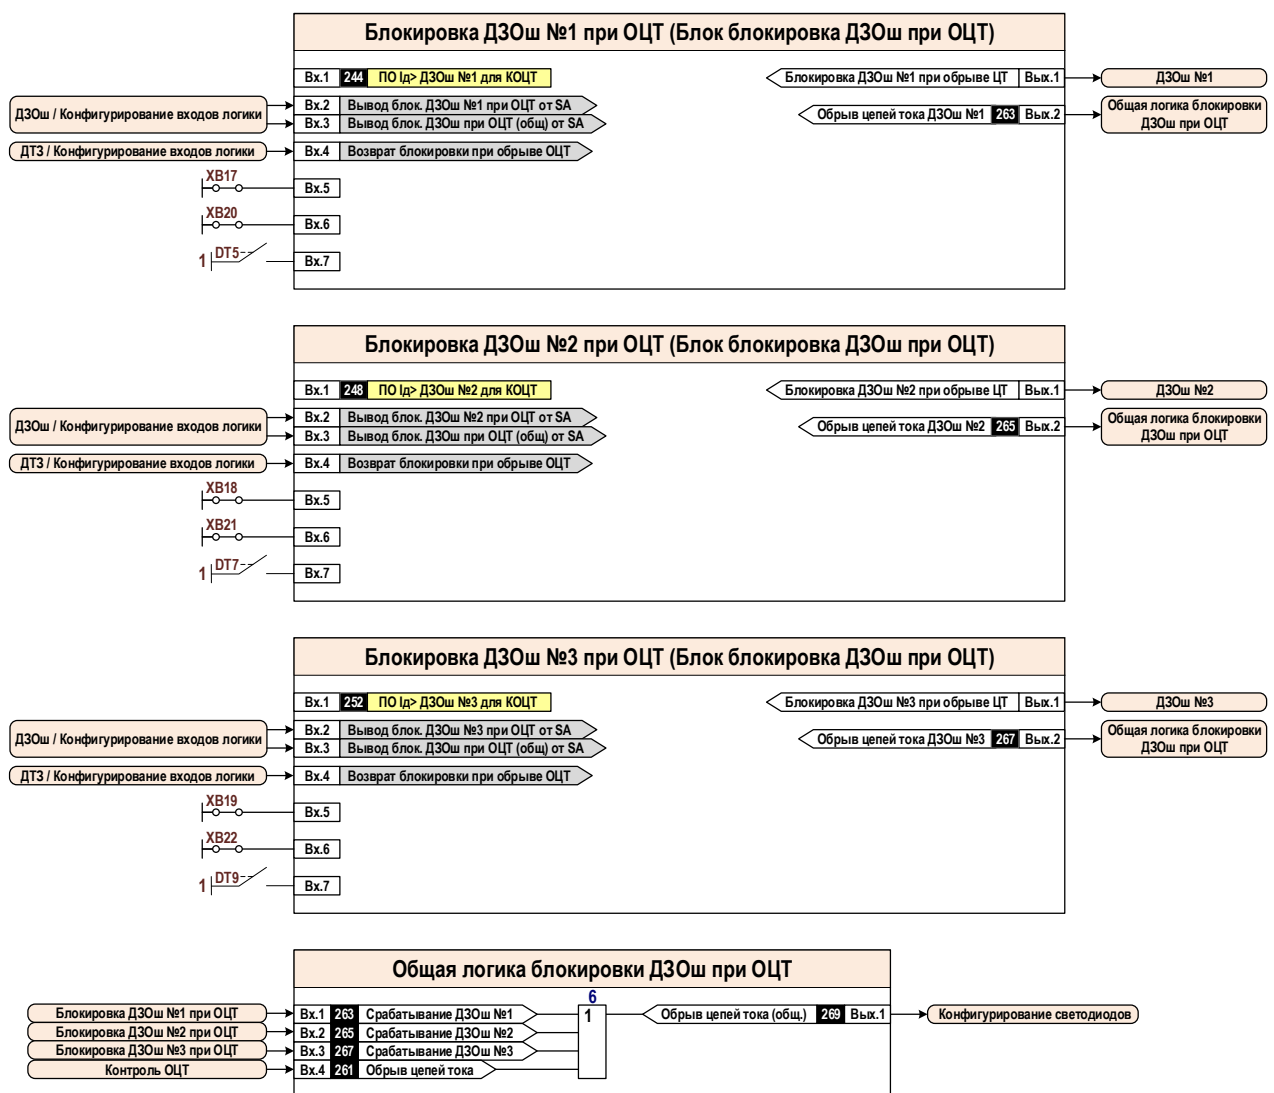 Блокировка ДЗОш №1 при ОЦТ (Блок блокировка ДЗОш при ОЦТ)
Вх.1 244 ПО Iд> ДЗОш №1 для КОЦТ
Блокировка ДЗОш №1 при обрыве ЦТ Вых.1
ДЗОш №1
ДЗОш / Конфигурирование входов логики
Вх.2 Вывод блок. ДЗОш №1 при ОЦТ от SA
Вх.3 Вывод блок. ДЗОш при ОЦТ (общ) от SA
Обрыв цепей тока ДЗОш №1 263 Вых.2
Общая логика блокировки
ДЗОш при ОЦТ
ДТЗ / Конфигурирование входов логики
Вх.4 Возврат блокировки при обрыве ОЦТ
XB17
Вх.5
XB20
Вх.6
1 DT5
Вх.7
Блокировка ДЗОш №2 при ОЦТ (Блок блокировка ДЗОш при ОЦТ)
Вх.1 248 ПО Iд> ДЗОш №2 для КОЦТ
Блокировка ДЗОш №2 при обрыве ЦТ Вых.1
ДЗОш №2
ДЗОш / Конфигурирование входов логики
Вх.2 Вывод блок. ДЗОш №2 при ОЦТ от SA
Вх.3 Вывод блок. ДЗОш при ОЦТ (общ) от SA
Обрыв цепей тока ДЗОш №2 265 Вых.2
Общая логика блокировки
ДЗОш при ОЦТ
ДТЗ / Конфигурирование входов логики
Вх.4 Возврат блокировки при обрыве ОЦТ
XB18
Вх.5
XB21
Вх.6
1 DT7
Вх.7
Блокировка ДЗОш №3 при ОЦТ (Блок блокировка ДЗОш при ОЦТ)
Вх.1 252 ПО Iд> ДЗОш №3 для КОЦТ
Блокировка ДЗОш №3 при обрыве ЦТ Вых.1
ДЗОш №3
ДЗОш / Конфигурирование входов логики
Вх.2 Вывод блок. ДЗОш №3 при ОЦТ от SA
Вх.3 Вывод блок. ДЗОш при ОЦТ (общ) от SA
Обрыв цепей тока ДЗОш №3 267 Вых.2
Общая логика блокировки
ДЗОш при ОЦТ
ДТЗ / Конфигурирование входов логики
Вх.4 Возврат блокировки при обрыве ОЦТ
XB19
Вх.5
XB22
Вх.6
1 DT9
Вх.7
Общая логика блокировки ДЗОш при ОЦТ
6
Блокировка ДЗОш №1 при ОЦТ
Вх.1 263 Срабатывание ДЗОш №1
1
Обрыв цепей тока (общ.) 269 Вых.1
Конфигурирование светодиодов
Блокировка ДЗОш №2 при ОЦТ
Вх.2 265 Срабатывание ДЗОш №2
Блокировка ДЗОш №3 при ОЦТ
Вх.3 267 Срабатывание ДЗОш №3
Контроль ОЦТ
Вх.4 261 Обрыв цепей тока